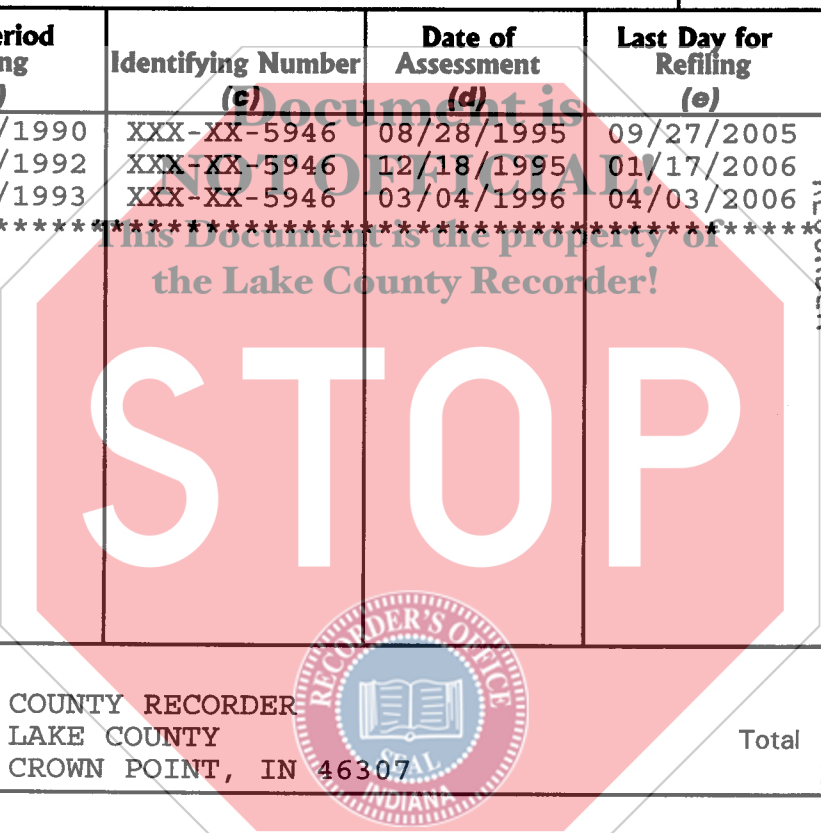 eriod
ng
)
Identifying Number
(c)
Date of
Assessment
(d)
Last Day for
Refiling
(e)
/1990 XXX-XX-5946 08/28/1995 09/27/2005
/1992 XXX-XX-5946 12/18/1995 01/17/2006
/1993 XXX-XX-5946 03/04/1996 04/03/2006
Document is
NOT OFFICIAL!
This Document is the property of
the Lake County Recorder!
STOP
RECORDER'S OFFICE
SEAL
INDIANA
COUNTY RECORDER
LAKE COUNTY
CROWN POINT, IN 46307
Total